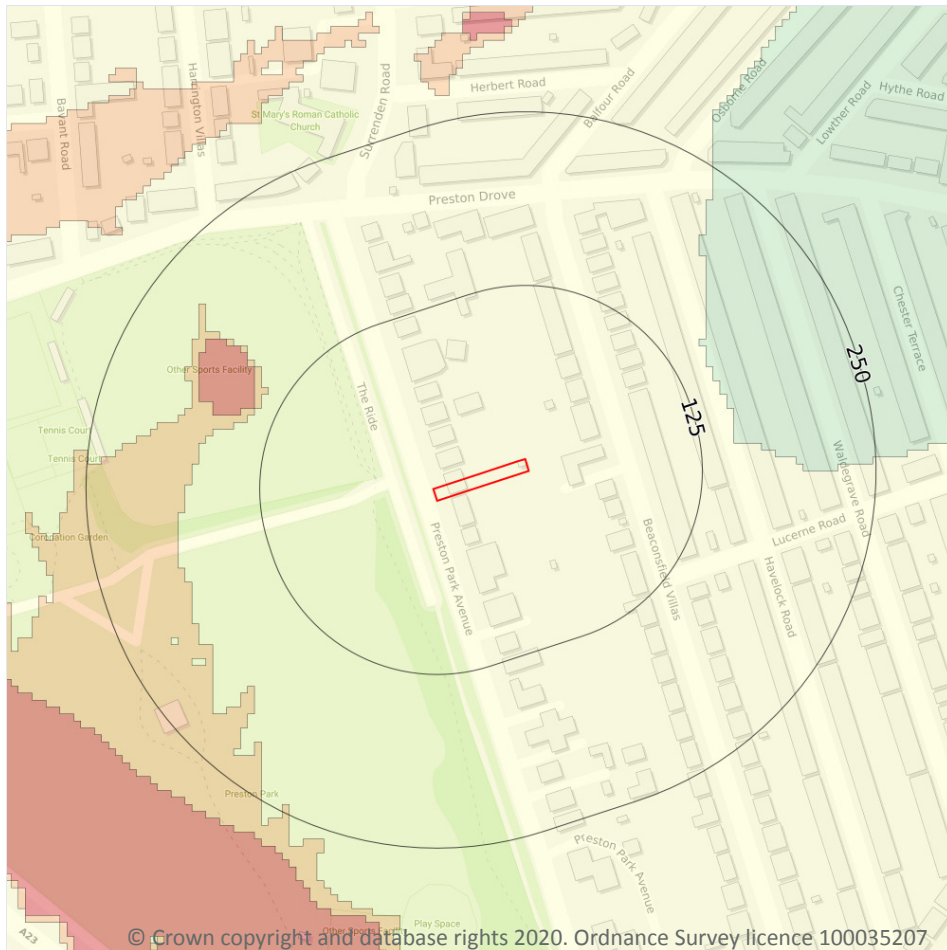 Herbert Road
Balfour Road
Osborne Road
Hythe Road
Lowther Road
Bavant Road
Harrington Villas
St Mary's Roman Catholic
Church
Surrenden Road
Preston Drove
Chester Terrace
250
Other Sports Facility
The Ride
125
Tennis Court
Tennis Court
Waldegrave Road
Coronation Garden
Lucerne Road
Preston Park Avenue
Beaconsfield Villas
Havelock Road
Preston Park
Preston Park
Avenue
Play Space
Other Sports Facility
A23
© Crown copyright and database rights 2020. Ordnance Survey licence 100035207